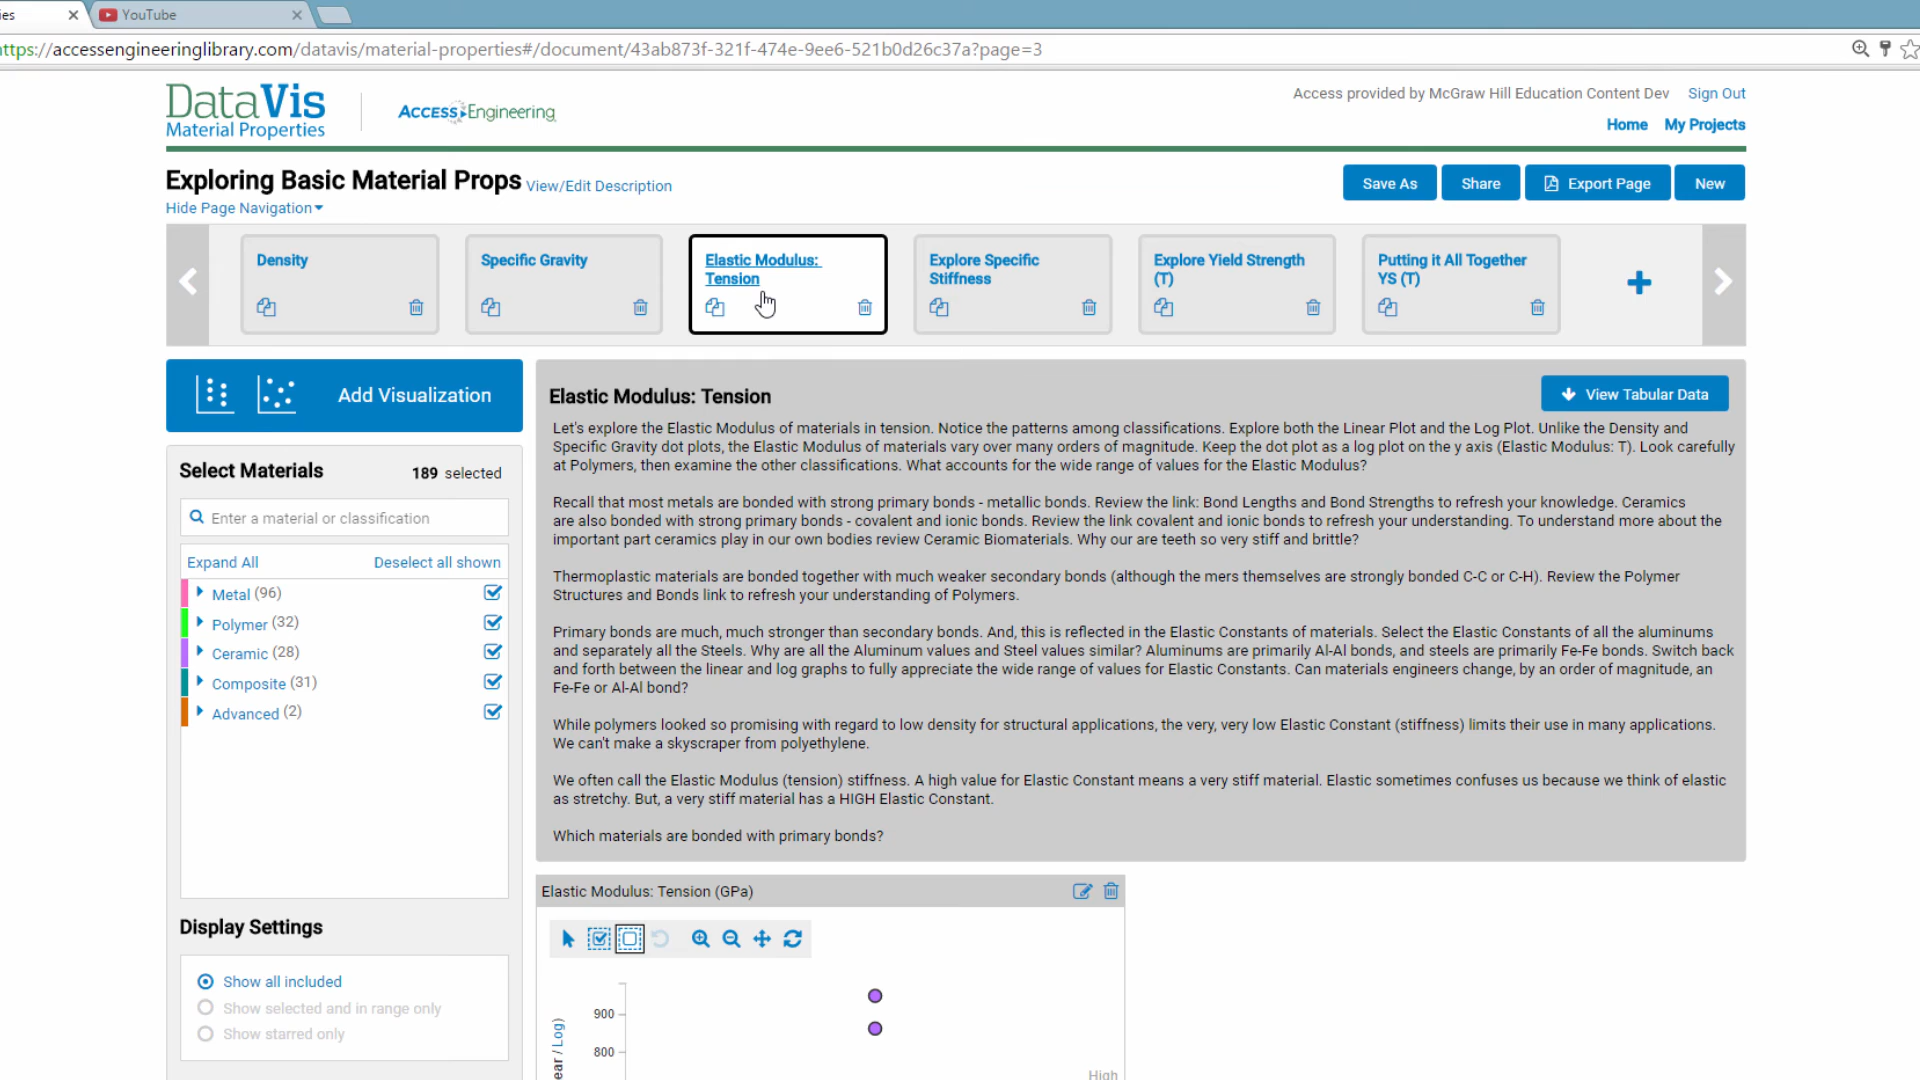 ies
YouTube
https://accessengineeringlibrary.com/datavis/material-properties#/document/43ab873f-321f-474e-9ee6-521b0d26c37a?page=3
DataVis
Material Properties
Access Engineering
Access provided by McGraw Hill Education Content Dev
Sign Out
Home
My Projects
Exploring Basic Material Props
View/Edit Description
Hide Page Navigation
Save As
Share
Export Page
New
Density
Specific Gravity
Elastic Modulus:
Tension
Explore Specific
Stiffness
Explore Yield Strength
(T)
Putting it All Together
YS (T)
Add Visualization
Select Materials
189 selected
Enter a material or classification
Expand All
Deselect all shown
Metal (96)
Polymer (32)
Ceramic (28)
Composite (31)
Advanced (2)
Display Settings
Show all included
Show selected and in range only
Show starred only
Elastic Modulus: Tension
View Tabular Data
Let's explore the Elastic Modulus of materials in tension. Notice the patterns among classifications. Explore both the Linear Plot and the Log Plot. Unlike the Density and
Specific Gravity dot plots, the Elastic Modulus of materials vary over many orders of magnitude. Keep the dot plot as a log plot on the y axis (Elastic Modulus: T). Look carefully
at Polymers, then examine the other classifications. What accounts for the wide range of values for the Elastic Modulus?
Recall that most metals are bonded with strong primary bonds - metallic bonds. Review the link: Bond Lengths and Bond Strengths to refresh your knowledge. Ceramics
are also bonded with strong primary bonds - covalent and ionic bonds. Review the link covalent and ionic bonds to refresh your understanding. To understand more about the
important part ceramics play in our own bodies review Ceramic Biomaterials. Why our are teeth so very stiff and brittle?
Thermoplastic materials are bonded together with much weaker secondary bonds (although the mers themselves are strongly bonded C-C or C-H). Review the Polymer
Structures and Bonds link to refresh your understanding of Polymers.
Primary bonds are much, much stronger than secondary bonds. And, this is reflected in the Elastic Constants of materials. Select the Elastic Constants of all the aluminums
and separately all the Steels. Why are all the Aluminum values and Steel values similar? Aluminums are primarily Al-Al bonds, and steels are primarily Fe-Fe bonds. Switch back
and forth between the linear and log graphs to fully appreciate the wide range of values for Elastic Constants. Can materials engineers change, by an order of magnitude, an
Fe-Fe or Al-Al bond?
While polymers looked so promising with regard to low density for structural applications, the very, very low Elastic Constant (stiffness) limits their use in many applications.
We can't make a skyscraper from polyethylene.
We often call the Elastic Modulus (tension) stiffness. A high value for Elastic Constant means a very stiff material. Elastic sometimes confuses us because we think of elastic
as stretchy. But, a very stiff material has a HIGH Elastic Constant.
Which materials are bonded with primary bonds?
Elastic Modulus: Tension (GPa)
900
800
ear / Log)
High